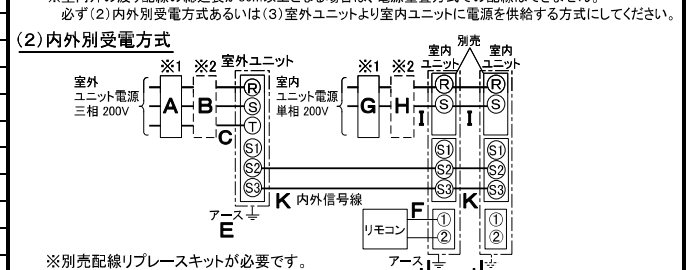 必ず(2)内外別受電方式あるいは(3)室外ユニットより室内ユニットに電源を供給する方式にしてください。
(2)内外別受電方式
別売
※1 ※2 室外ユニット
※1 ※2 室内ユニット 室内ユニット
室外
ユニット電源
三相 200V
A B C
R
S
T
S1
S2
S3
室内
ユニット電源
単相 200V
G H I I
R
S
S1
S2
S3
①
②
R
S
S1
S2
S3
①
②
K 内外信号線
K
アース
E
リモコン
F
アース
※別売配線リプレースキットが必要です。